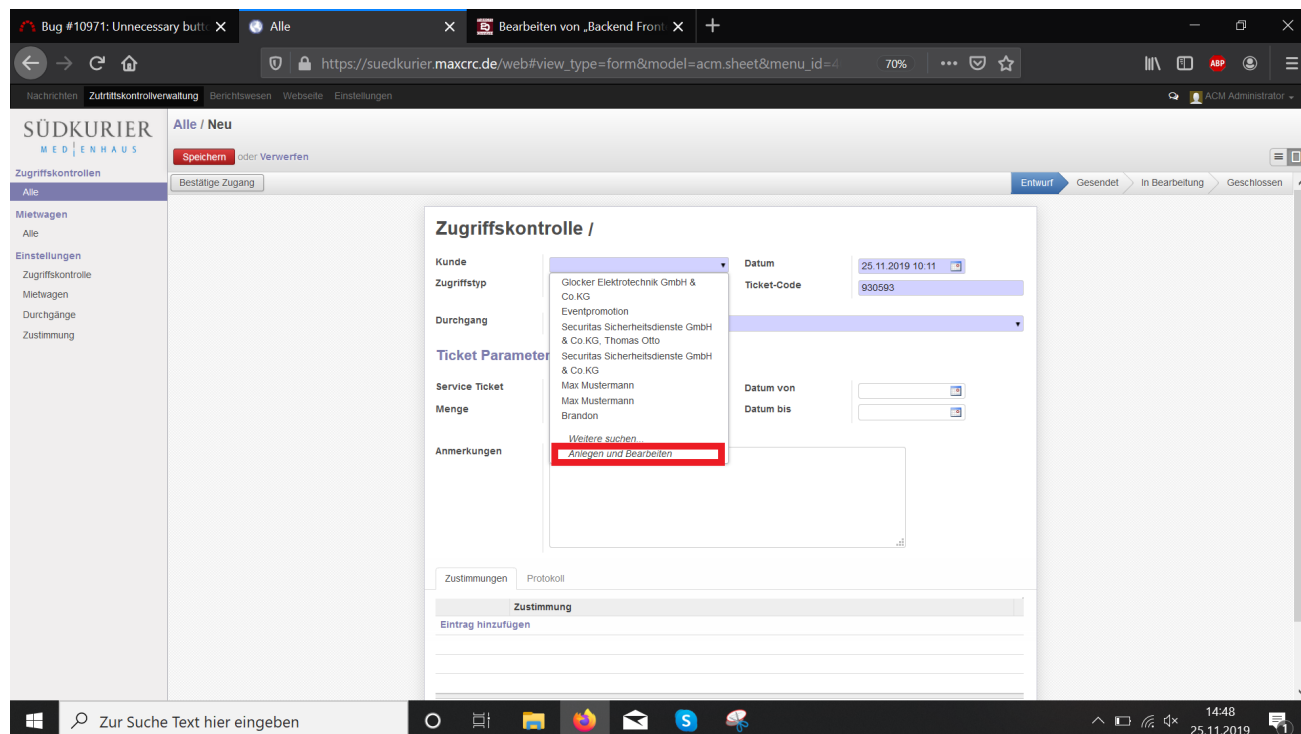 Bug #10971: Unnecessary butto
Alle
Bearbeiten von „Backend Fronte
https://suedkurier.maxcrc.de/web#view_type=form&model=acm.sheet&menu_id=4
70%
ABP
Nachrichten Zutrittskontrollverwaltung Berichtswesen Webseite Einstellungen
ACM Administrator
SÜDKURIER
MEDIENHAUS
Alle / Neu
Speichern oder Verwerfen
Zugriffskontrollen
Alle
Mietwagen
Alle
Einstellungen
Zugriffskontrolle
Mietwagen
Durchgänge
Zustimmung
Bestätige Zugang
Entwurf Gesendet In Bearbeitung Geschlossen
Zugriffskontrolle /
Kunde
Datum 25.11.2019 10:11
Zugriffstyp
Ticket-Code 930593
Durchgang
Glocker Elektrotechnik GmbH &
Co.KG
Eventpromotion
Securitas Sicherheitsdienste GmbH
& Co.KG, Thomas Otto
Securitas Sicherheitsdienste GmbH
& Co.KG
Max Mustermann
Max Mustermann
Brandon
Weitere suchen...
Anlegen und Bearbeiten
Ticket Parameter
Service Ticket
Datum von
Menge
Datum bis
Anmerkungen
Zustimmungen Protokoll
Zustimmung
Eintrag hinzufügen
Zur Suche Text hier eingeben
14:48
25.11.2019
1